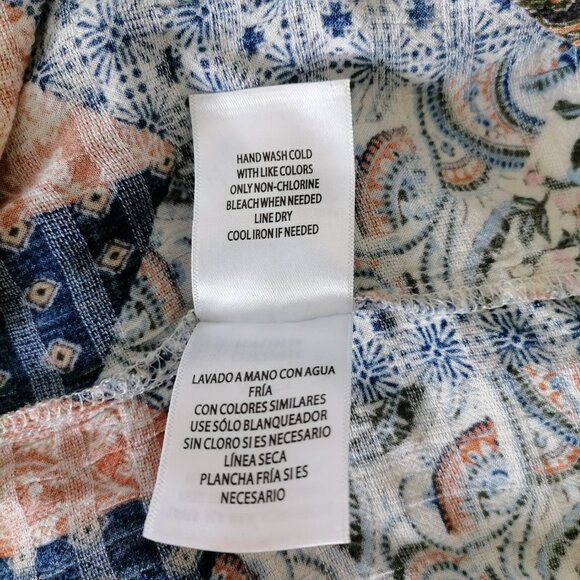 HAND WASH COLD
WITH LIKE COLORS
ONLY NON-CHLORINE
BLEACH WHEN NEEDED
LINE DRY
COOL IRON IF NEEDED
LAVADO A MANO CON AGUA
FRÍA
CON COLORES SIMILARES
USE SÓLO BLANQUEADOR
SIN CLORO SI ES NECESARIO
LÍNEA SECA
PLANCHA FRÍA SI ES
NECESARIO